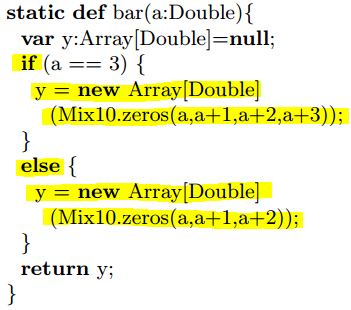 static def bar(a:Double){
var y:Array[Double]=null;
if (a == 3) {
y = new Array[Double]
(Mix10.zeros(a,a+1,a+2,a+3));
}
else {
y = new Array[Double]
(Mix10.zeros(a,a+1,a+2));
}
return y;
}